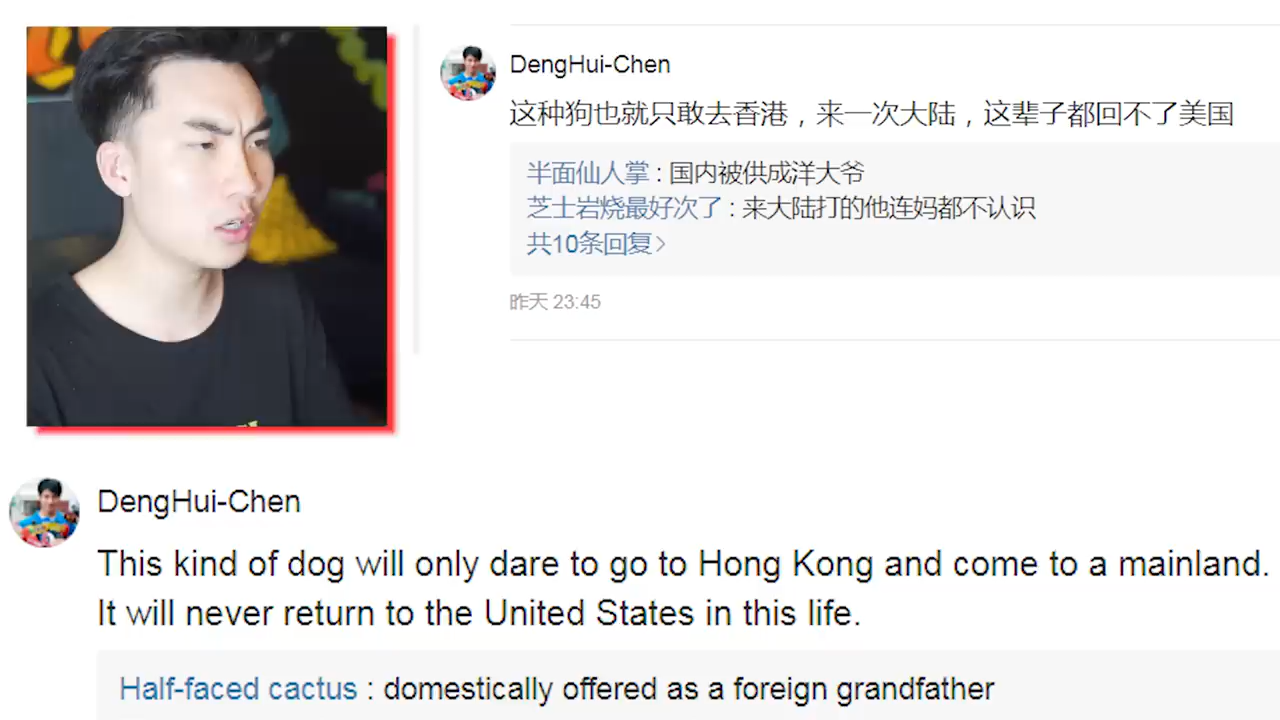 DengHui-Chen
这种狗也就只敢去香港，来一次大陆，这辈子都回不了美国
半面仙人掌：国内被供成洋大爷
芝士岩烧最好次了：来大陆打的他连妈都不认识
共10条回复>
昨天 23:45
DengHui-Chen
This kind of dog will only dare to go to Hong Kong and come to a mainland.
It will never return to the United States in this life.
Half-faced cactus : domestically offered as a foreign grandfather